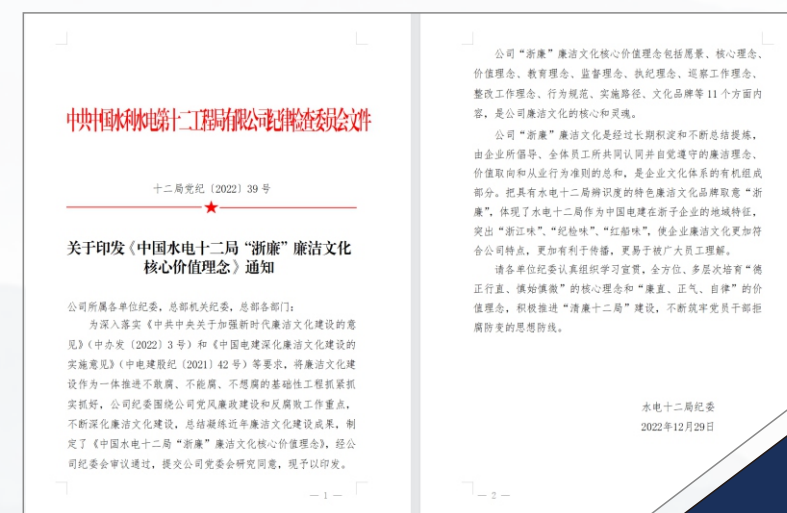 中共中国水利水电第十二工程局有限公司纪律检查委员会文件
十二局党纪〔2022〕39号
关于印发《中国水电十二局“浙廉”廉洁文化
核心价值理念》通知
公司所属各单位纪委，总部机关纪委，总部各部门：
为深入落实《中共中央关于加强新时代廉洁文化建设的意
见》（中办发〔2022〕3号）和《中国电建深化廉洁文化建设的
实施意见》（中电建股纪〔2021〕42号）等要求，将廉洁文化建
设作为一体推进不敢腐、不能腐、不想腐的基础性工程抓紧抓
实抓好，公司纪委围绕公司党风廉政建设和反腐败工作重点，
不断深化廉洁文化建设，总结凝练近年廉洁文化建设成果，制
定了《中国水电十二局“浙廉”廉洁文化核心价值理念》，经公
司纪委会审议通过，提交公司党委会研究同意，现予以印发。
— 1 —
公司“浙廉”廉洁文化核心价值理念包括愿景、核心理念、
价值理念、教育理念、监督理念、执纪理念、巡察工作理念、
整改工作理念、行为规范、实施路径、文化品牌等11个方面内
容，是公司廉洁文化的核心和灵魂。
公司“浙廉”廉洁文化是经过长期积淀和不断总结提炼，
由企业所倡导、全体员工所共同认同并自觉遵守的廉洁理念、
价值取向和从业行为准则的总和，是企业文化体系的有机组成
部分。把具有水电十二局辨识度的特色廉洁文化品牌取意“浙
廉”，体现了水电十二局作为中国电建在浙子企业的地域特征，
突出“浙江味”、“纪检味”、“红船味”，使企业廉洁文化更加符
合公司特点，更加有利于传播，更易于被广大员工理解。
请各单位纪委认真组织学习宣贯，全方位、多层次培育“德
正行直、慎始慎微”的核心理念和“廉直、正气、自律”的价
值理念，积极推进“清廉十二局”建设，不断筑牢党员干部拒
腐防变的思想防线。
水电十二局纪委
2022年12月29日
— 2 —